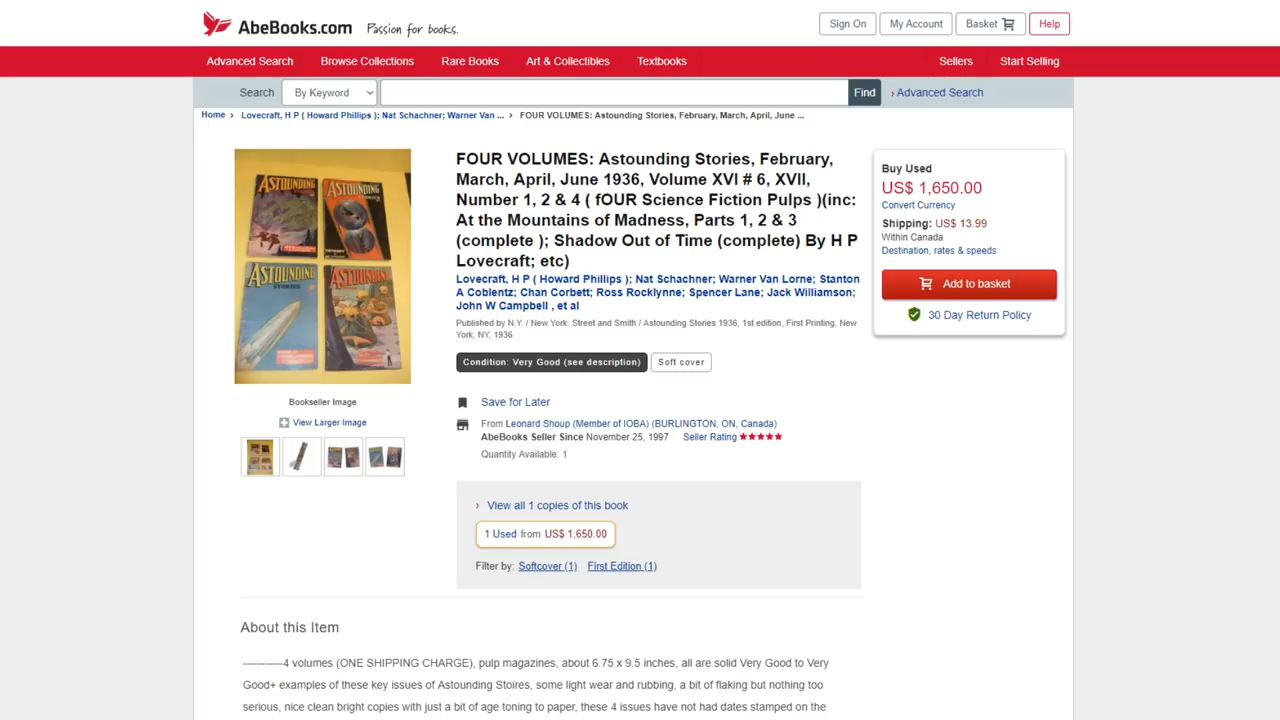 AbeBooks.com Passion for books.
Sign On My Account Basket Help
Advanced Search Browse Collections Rare Books Art & Collectibles Textbooks Sellers Start Selling
Search By Keyword Find › Advanced Search
Home › Lovecraft, H P ( Howard Phillips ); Nat Schachner; Warner Van ... › FOUR VOLUMES: Astounding Stories, February, March, April, June ...
FOUR VOLUMES: Astounding Stories, February,
March, April, June 1936, Volume XVI # 6, XVII,
Number 1, 2 & 4 ( fOUR Science Fiction Pulps )(inc:
At the Mountains of Madness, Parts 1, 2 & 3
(complete ); Shadow Out of Time (complete) By H P
Lovecraft; etc)
Lovecraft, H P ( Howard Phillips ); Nat Schachner; Warner Van Lorne; Stanton
A Coblentz; Chan Corbett; Ross Rocklynne; Spencer Lane; Jack Williamson;
John W Campbell , et al
Published by N.Y. / New York: Street and Smith / Astounding Stories 1936, 1st edition, First Printing, New
York, NY, 1936
Condition: Very Good (see description) Soft cover
Save for Later
From Leonard Shoup (Member of IOBA) (BURLINGTON, ON, Canada)
AbeBooks Seller Since November 25, 1997 Seller Rating
Quantity Available: 1
› View all 1 copies of this book
1 Used from US$ 1,650.00
Filter by: Softcover (1) First Edition (1)
Buy Used
US$ 1,650.00
Convert Currency
Shipping: US$ 13.99
Within Canada
Destination, rates & speeds
Add to basket
30 Day Return Policy
ASTOUNDING
ASTOUNDING
ASTOUNDING
STORIES
ASTOUNDING
Bookseller Image
View Larger Image
About this Item
-----------4 volumes (ONE SHIPPING CHARGE), pulp magazines, about 6.75 x 9.5 inches, all are solid Very Good to Very
Good+ examples of these key issues of Astounding Stoires, some light wear and rubbing, a bit of flaking but nothing too
serious, nice clean bright copies with just a bit of age toning to paper, these 4 issues have not had dates stamped on the